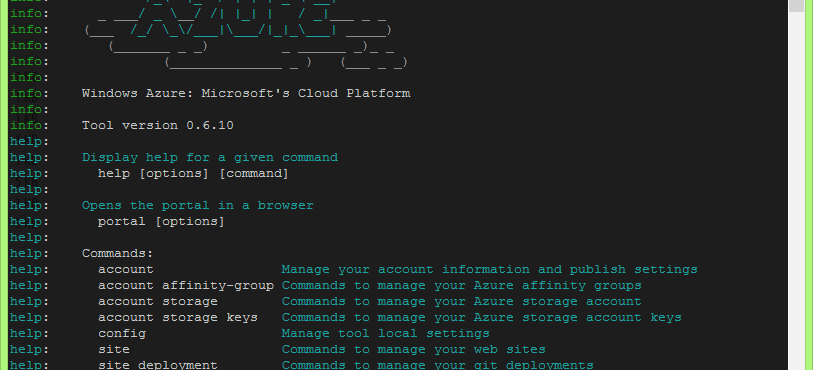 info:
info:
info:
info:
info:
info:
info: Windows Azure: Microsoft's Cloud Platform
info:
info: Tool version 0.6.10
help:
help: Display help for a given command
help: help [options] [command]
help:
help: Opens the portal in a browser
help: portal [options]
help:
help: Commands:
help: account Manage your account information and publish settings
help: account affinity-group Commands to manage your Azure affinity groups
help: account storage Commands to manage your Azure storage account
help: account storage keys Commands to manage your Azure storage account keys
help: config Manage tool local settings
help: site Commands to manage your web sites
help: site deployment Commands to manage your git deployments